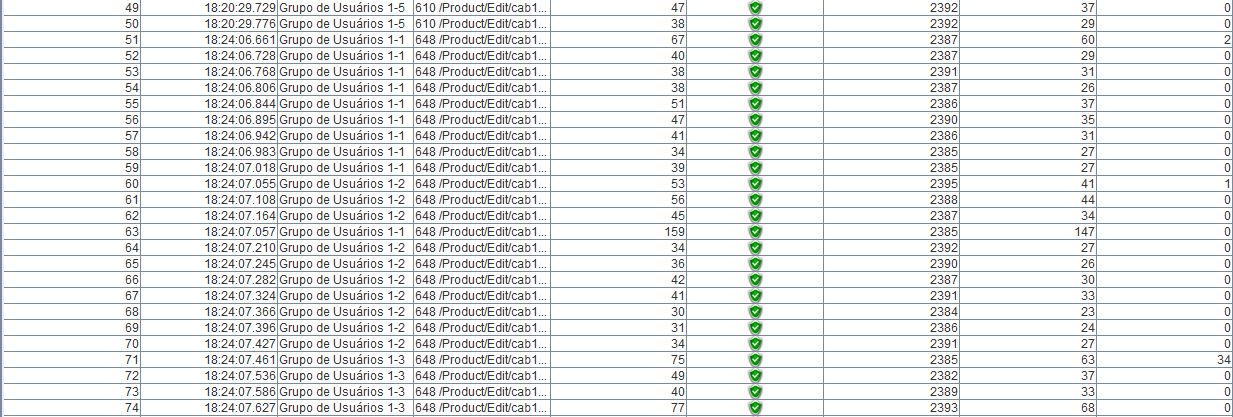 49 18:20:29.729 Grupo de Usuários 1-5 610 /Product/Edit/cab1... 47 2392 37 0
50 18:20:29.776 Grupo de Usuários 1-5 610 /Product/Edit/cab1... 38 2392 29 0
51 18:24:06.661 Grupo de Usuários 1-1 648 /Product/Edit/cab1... 67 2387 60 2
52 18:24:06.728 Grupo de Usuários 1-1 648 /Product/Edit/cab1... 40 2387 29 0
53 18:24:06.768 Grupo de Usuários 1-1 648 /Product/Edit/cab1... 38 2391 31 0
54 18:24:06.806 Grupo de Usuários 1-1 648 /Product/Edit/cab1... 38 2387 26 0
55 18:24:06.844 Grupo de Usuários 1-1 648 /Product/Edit/cab1... 51 2386 37 0
56 18:24:06.895 Grupo de Usuários 1-1 648 /Product/Edit/cab1... 47 2390 35 0
57 18:24:06.942 Grupo de Usuários 1-1 648 /Product/Edit/cab1... 41 2386 31 0
58 18:24:06.983 Grupo de Usuários 1-1 648 /Product/Edit/cab1... 34 2385 27 0
59 18:24:07.018 Grupo de Usuários 1-1 648 /Product/Edit/cab1... 39 2385 27 0
60 18:24:07.055 Grupo de Usuários 1-2 648 /Product/Edit/cab1... 53 2395 41 1
61 18:24:07.108 Grupo de Usuários 1-2 648 /Product/Edit/cab1... 56 2388 44 0
62 18:24:07.164 Grupo de Usuários 1-2 648 /Product/Edit/cab1... 45 2387 34 0
63 18:24:07.057 Grupo de Usuários 1-1 648 /Product/Edit/cab1... 159 2385 147 0
64 18:24:07.210 Grupo de Usuários 1-2 648 /Product/Edit/cab1... 34 2392 27 0
65 18:24:07.245 Grupo de Usuários 1-2 648 /Product/Edit/cab1... 36 2390 26 0
66 18:24:07.282 Grupo de Usuários 1-2 648 /Product/Edit/cab1... 42 2387 30 0
67 18:24:07.324 Grupo de Usuários 1-2 648 /Product/Edit/cab1... 41 2391 33 0
68 18:24:07.366 Grupo de Usuários 1-2 648 /Product/Edit/cab1... 30 2384 23 0
69 18:24:07.396 Grupo de Usuários 1-2 648 /Product/Edit/cab1... 31 2386 24 0
70 18:24:07.427 Grupo de Usuários 1-2 648 /Product/Edit/cab1... 34 2391 27 0
71 18:24:07.461 Grupo de Usuários 1-3 648 /Product/Edit/cab1... 75 2385 63 34
72 18:24:07.536 Grupo de Usuários 1-3 648 /Product/Edit/cab1... 49 2382 37 0
73 18:24:07.586 Grupo de Usuários 1-3 648 /Product/Edit/cab1... 40 2389 33 0
74 18:24:07.627 Grupo de Usuários 1-3 648 /Product/Edit/cab1... 77 2393 68 0